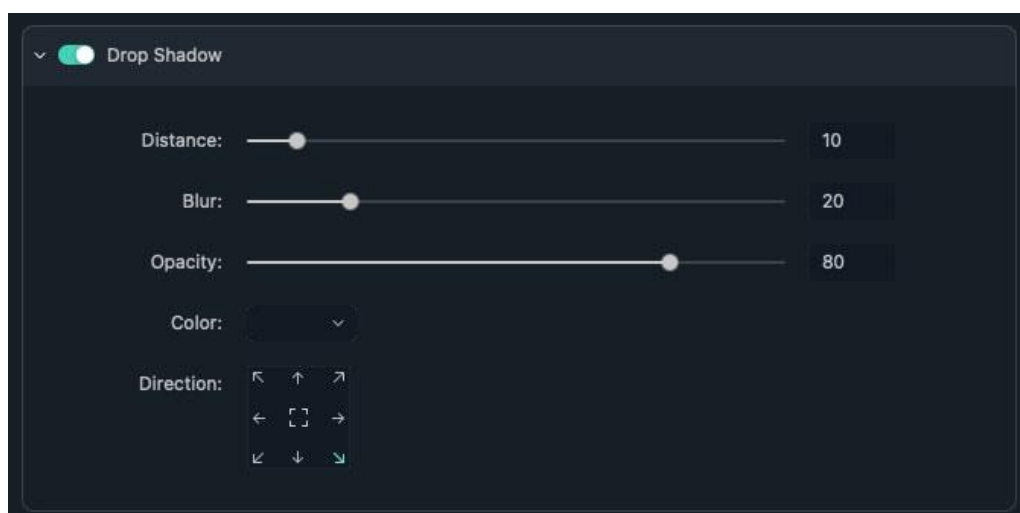 Drop Shadow
Distance: 10
Blur: 20
Opacity: 80
Color:
Direction: